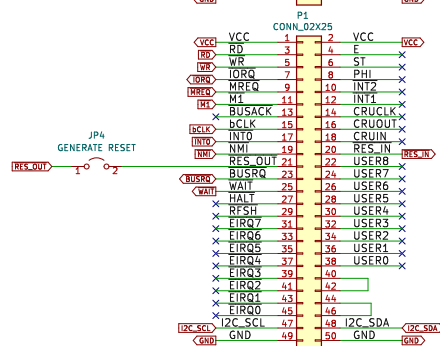 GND GND
P1
CONN_02X25
VCC VCC 1 2 VCC VCC
RD RD 3 4 E
WR WR 5 6 ST
IORQ IORQ 7 8 PHI
MREQ MREQ 9 10 INT2
M1 M1 11 12 INT1
BUSACK 13 14 CRUCLK
bCLK bCLK 15 16 CRUOUT
INT0 INT0 17 18 CRUIN
NMI NMI 19 20 RES_IN RES_IN
JP4
GENERATE RESET
RES_OUT 1 2 RES_OUT 21 22 USER8
BUSRQ BUSRQ 23 24 USER7
WAIT WAIT 25 26 USER6
HALT 27 28 USER5
RFSH 29 30 USER4
EIRQ7 31 32 USER3
EIRQ6 33 34 USER2
EIRQ5 35 36 USER1
EIRQ4 37 38 USER0
EIRQ3 39 40
EIRQ2 41 42
EIRQ1 43 44
EIRQ0 45 46
I2C_SCL I2C_SCL 47 48 I2C_SDA I2C_SDA
GND GND 49 50 GND GND